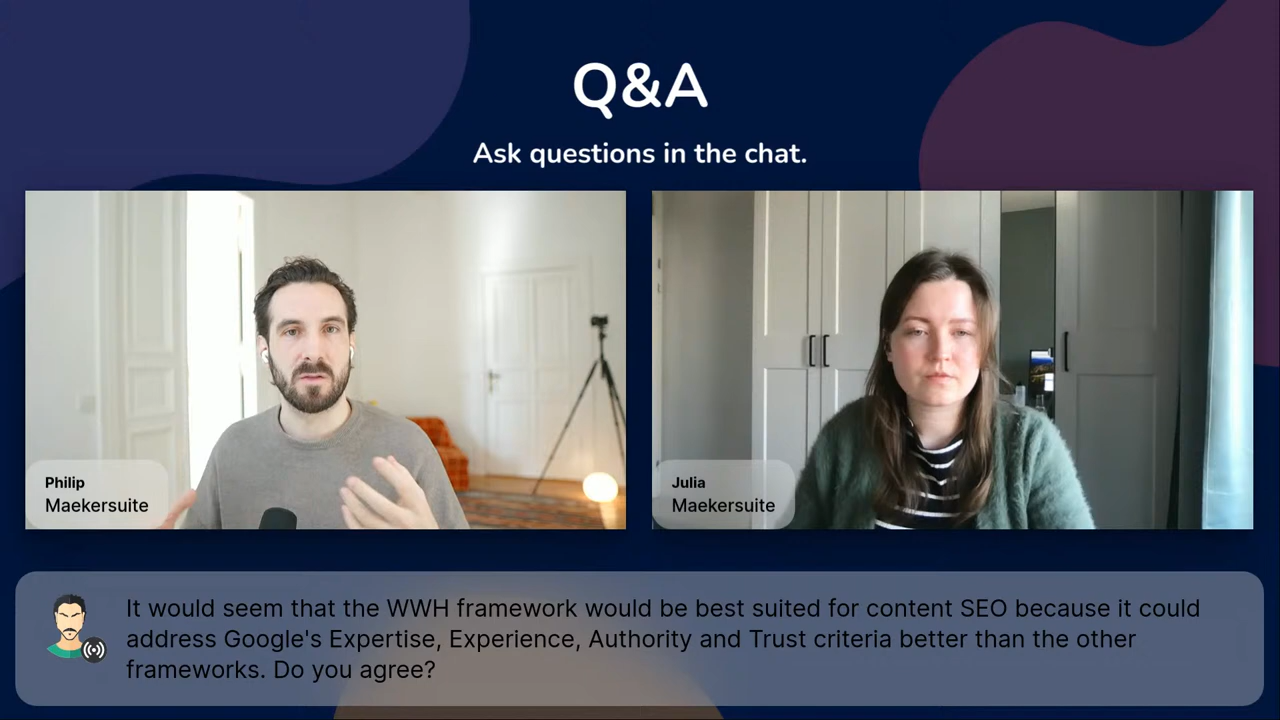 Q&A
Ask questions in the chat.
Philip
Maekersuite
Julia
Maekersuite
It would seem that the WWH framework would be best suited for content SEO because it could
address Google's Expertise, Experience, Authority and Trust criteria better than the other
frameworks. Do you agree?